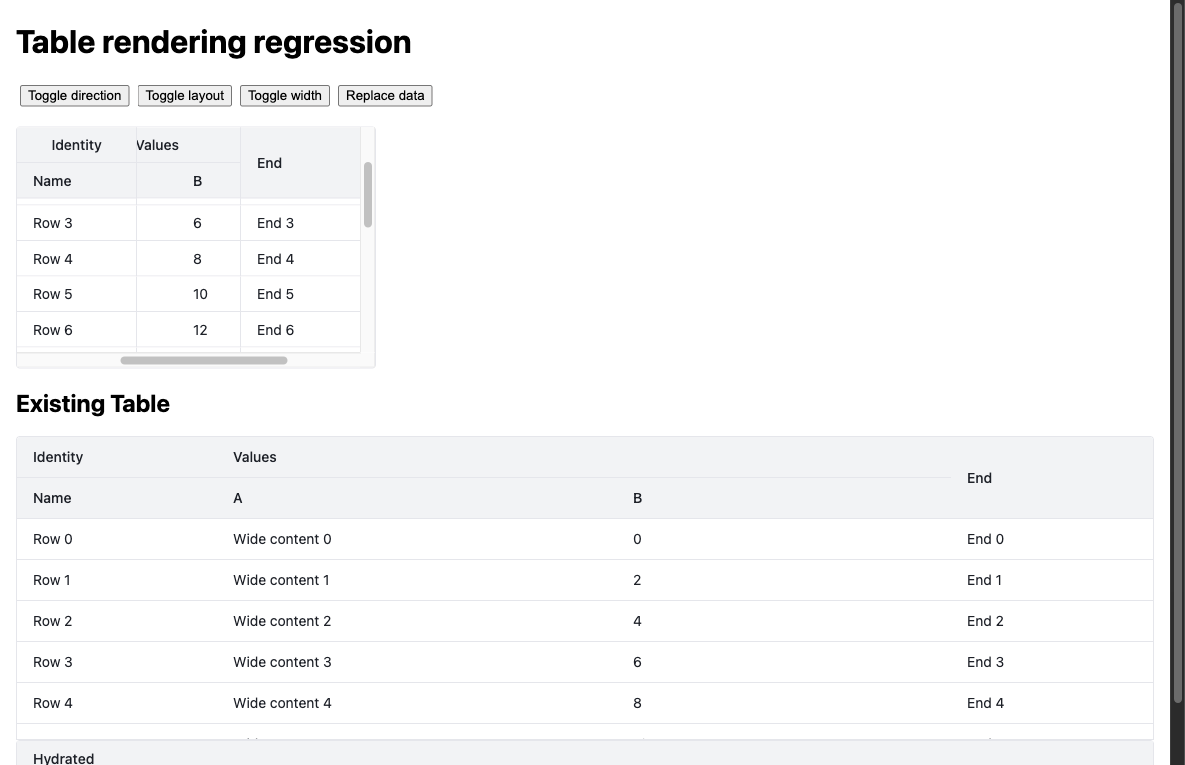 Table rendering regression
Toggle direction Toggle layout Toggle width Replace data
Identity Values End
Name B
Row 3 6 End 3
Row 4 8 End 4
Row 5 10 End 5
Row 6 12 End 6
Existing Table
Identity Values End
Name A B
Row 0 Wide content 0 0 End 0
Row 1 Wide content 1 2 End 1
Row 2 Wide content 2 4 End 2
Row 3 Wide content 3 6 End 3
Row 4 Wide content 4 8 End 4
Hydrated